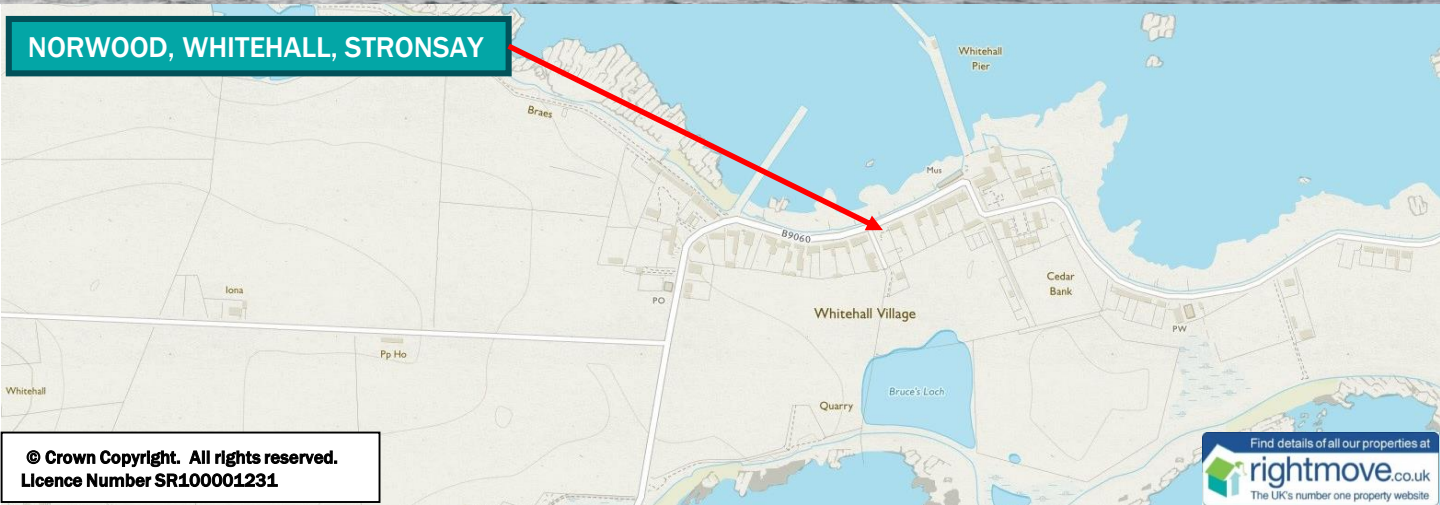 NORWOOD, WHITEHALL, STRONSAY
Whitehall
Pier
Braes
Mus
B9060
Iona
PO
Cedar
Bank
Whitehall Village
PW
Pp Ho
Whitehall
Bruce's Loch
Quarry
© Crown Copyright. All rights reserved.
Licence Number SR100001231
Find details of all our properties at
rightmove.co.uk
The UK's number one property website